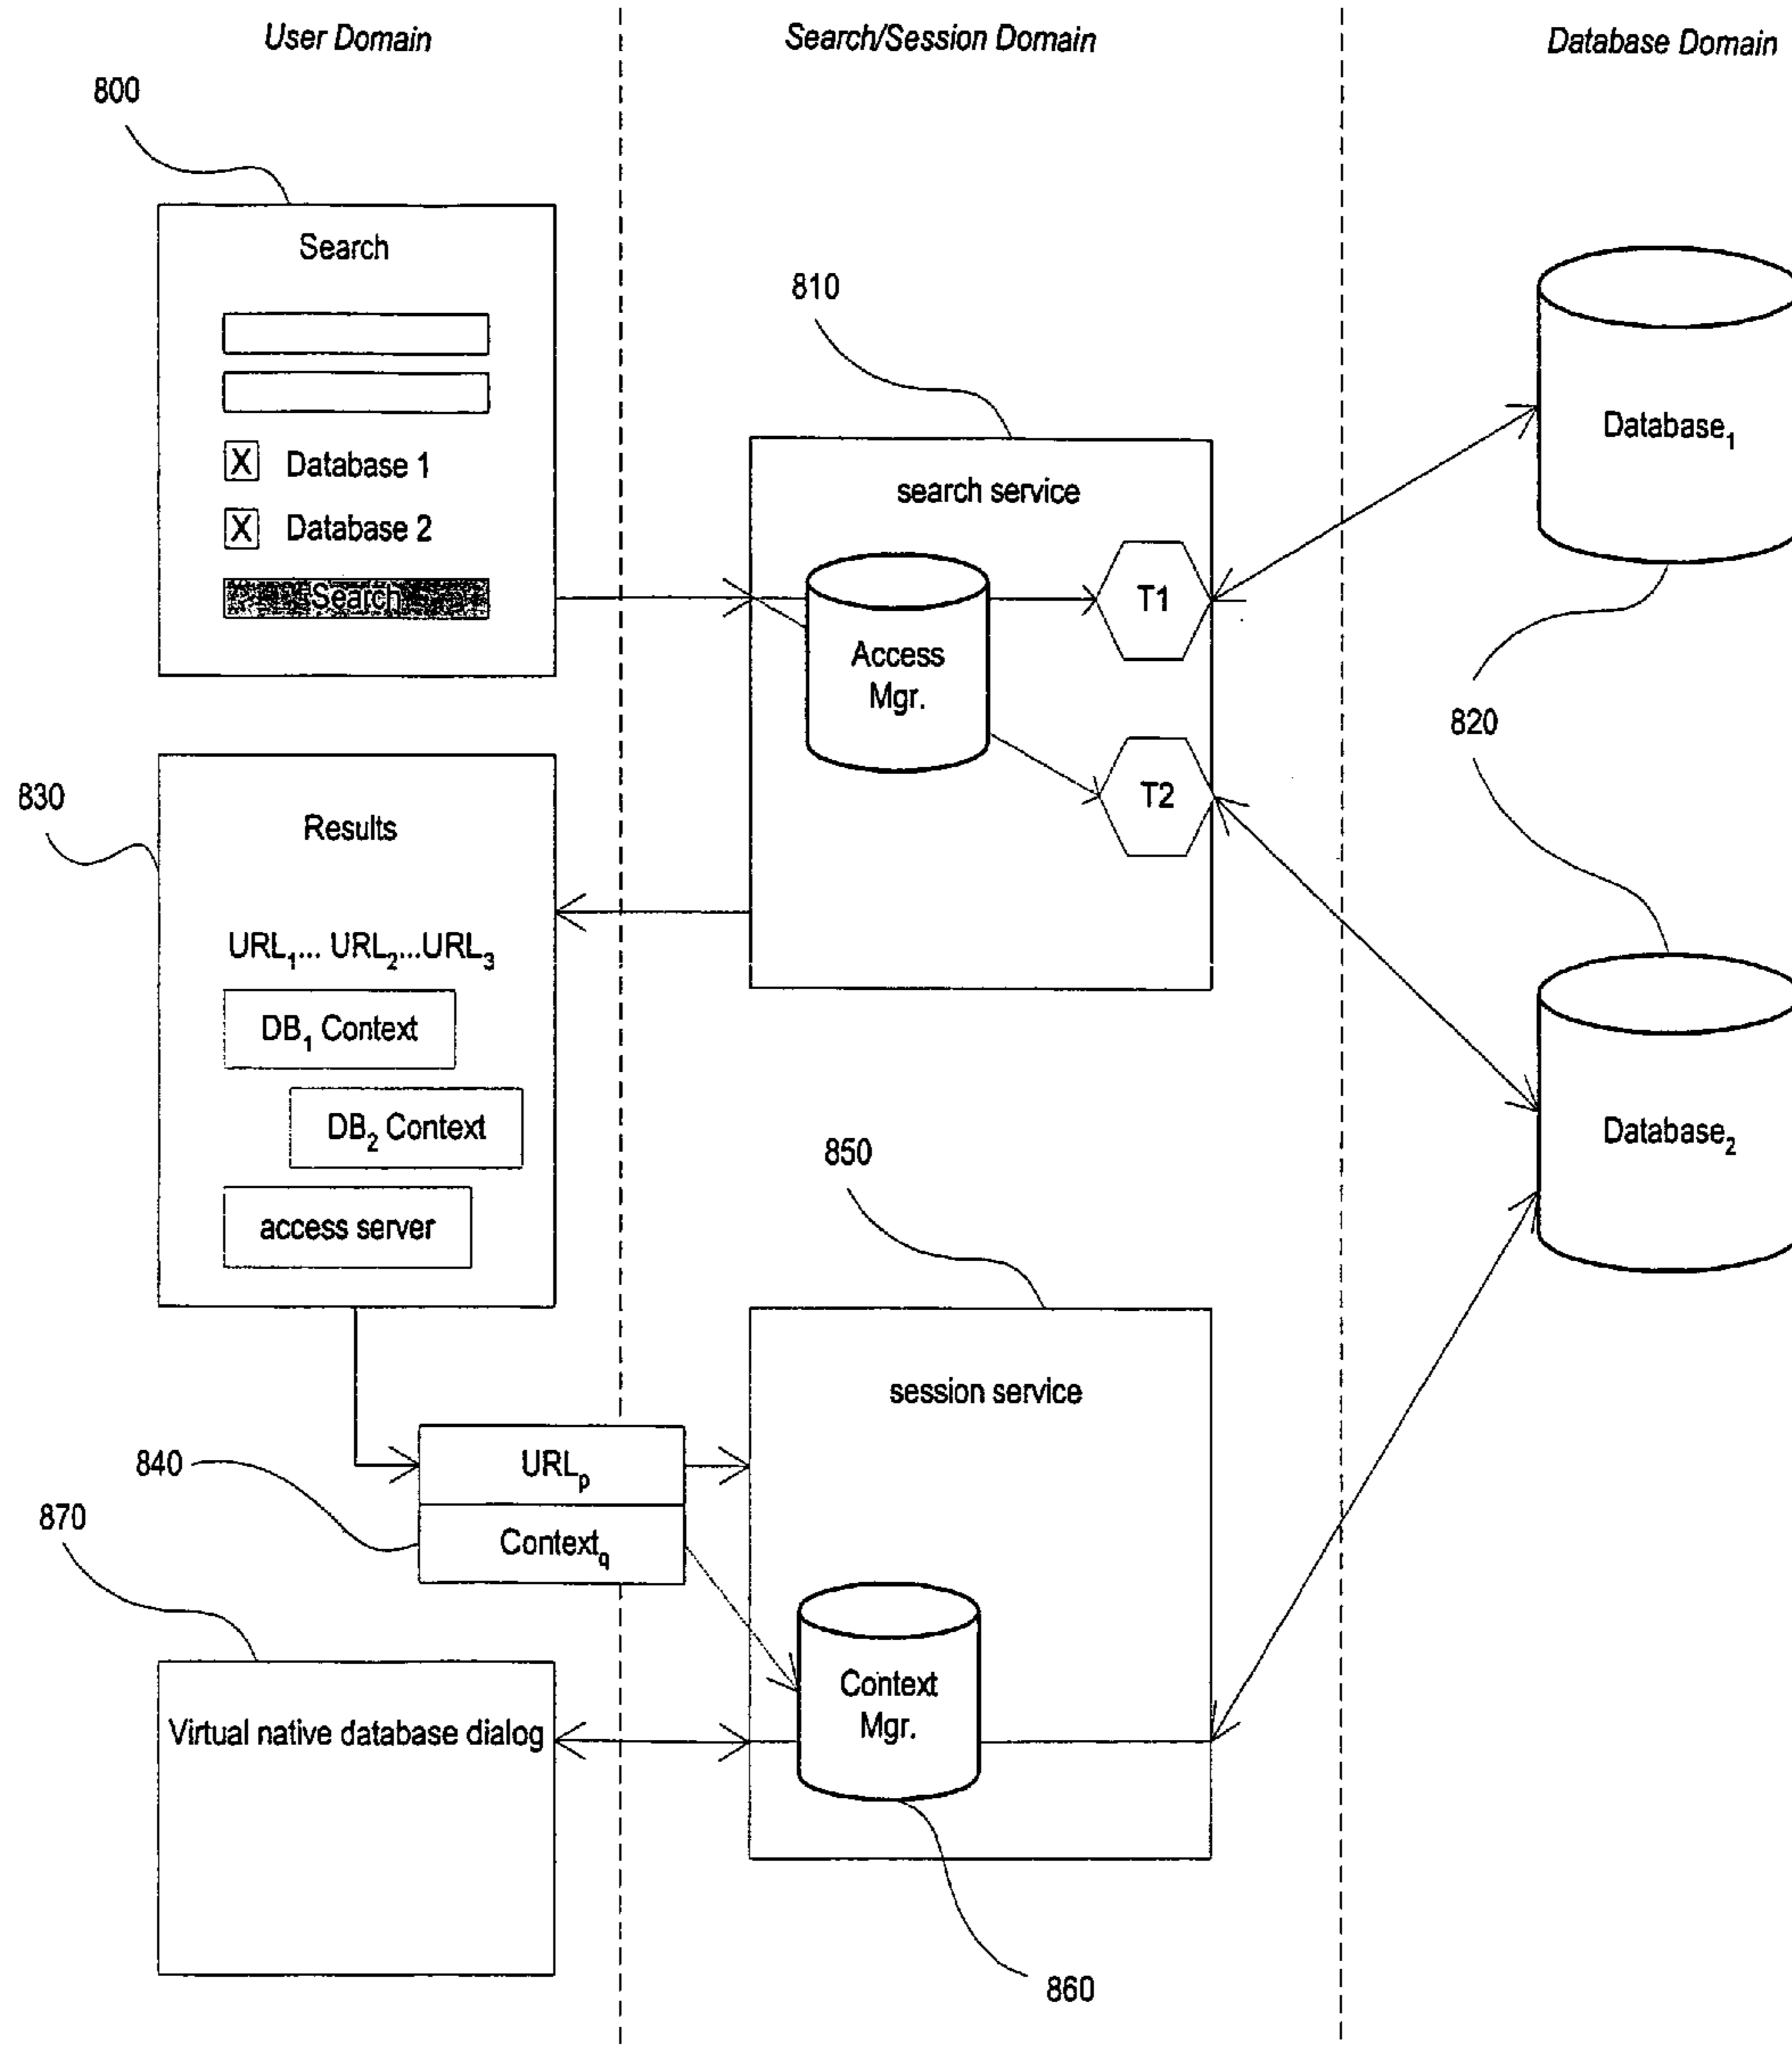 User Domain
Search/Session Domain
Database Domain
800
Search
Database 1
Database 2
Search
810
search service
Access
Mgr.
T1
T2
Database₁
820
Database₂
830
Results
URL₁... URL₂...URL₃
DB₁ Context
DB₂ Context
access server
840
URLₚ
Context_q
850
session service
Context
Mgr.
860
870
Virtual native database dialog